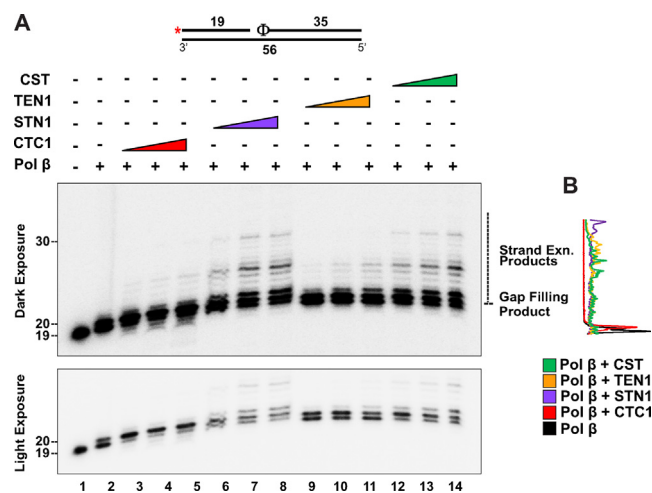 A
* 19 Φ 35
3' 56 5'
CST - - - - - - - - - - -
TEN1 - - - - - - - - - - -
STN1 - - - - - - - - - - -
CTC1 - - - - - - - - - - -
Pol β - + + + + + + + + + + + + +
Dark Exposure
30
20
19
Strand Exn.
Products
Gap Filling
Product
Light Exposure
20
19
1 2 3 4 5 6 7 8 9 10 11 12 13 14
B
Pol β + CST
Pol β + TEN1
Pol β + STN1
Pol β + CTC1
Pol β